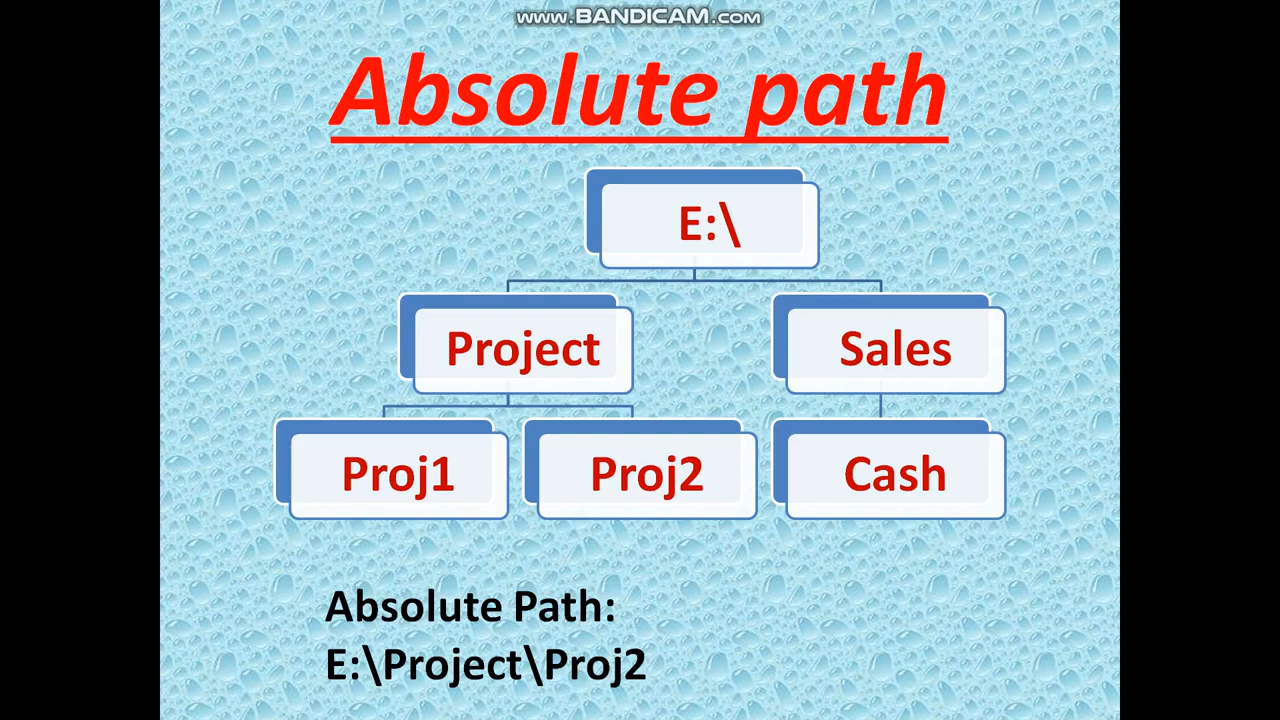 www.BANDICAM.com
Absolute path
E:\
Project
Sales
Proj1
Proj2
Cash
Absolute Path:
E:\Project\Proj2